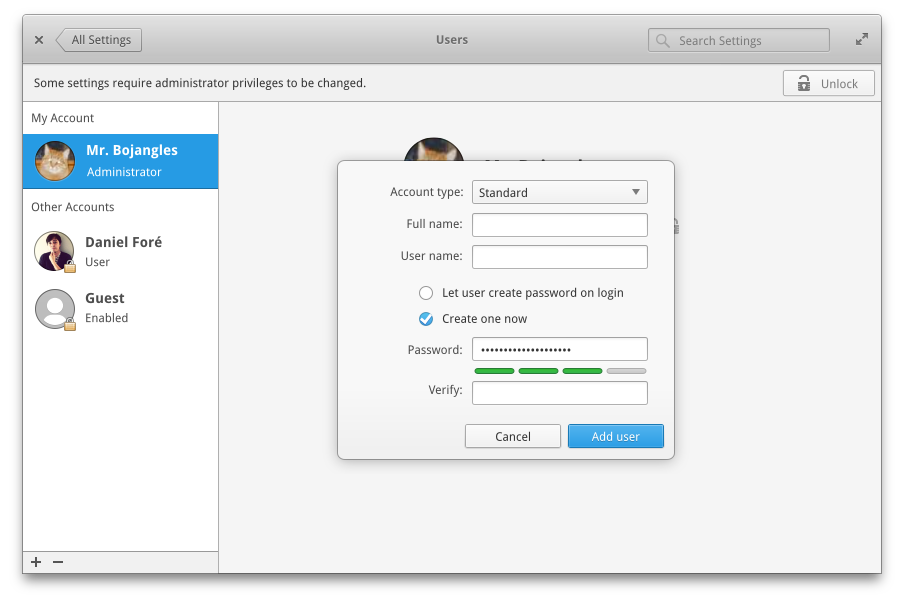 All Settings
Users
Search Settings
Some settings require administrator privileges to be changed.
Unlock
My Account
Mr. Bojangles
Administrator
Other Accounts
Daniel Foré
User
Guest
Enabled
Account type: Standard
Full name:
User name:
Let user create password on login
Create one now
Password: ••••••••••••••••••••
Verify:
Cancel
Add user